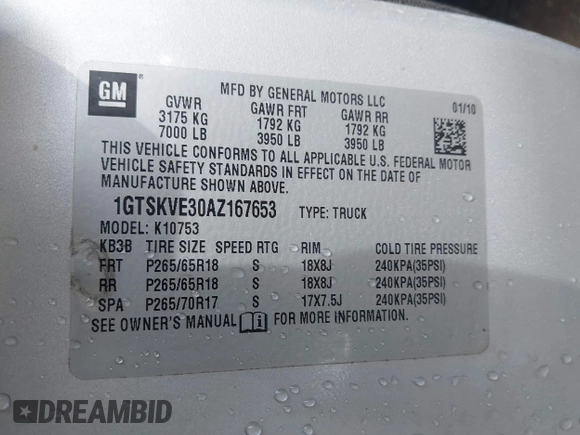 GM
MFD BY GENERAL MOTORS LLC
01/10
GVWR GAWR FRT GAWR RR
3175 KG 1792 KG 1792 KG
7000 LB 3950 LB 3950 LB
THIS VEHICLE CONFORMS TO ALL APPLICABLE U.S. FEDERAL MOTOR
VEHICLE SAFETY STANDARDS IN EFFECT ON THE DATE OF
MANUFACTURE SHOWN ABOVE.
1GTSKVE30AZ167653 TYPE: TRUCK
MODEL: K10753
KB3B TIRE SIZE SPEED RTG RIM COLD TIRE PRESSURE
FRT P265/65R18 S 18X8J 240KPA(35PSI)
RR P265/65R18 S 18X8J 240KPA(35PSI)
SPA P265/70R17 S 17X7.5J 240KPA(35PSI)
SEE OWNER'S MANUAL FOR MORE INFORMATION.
DREAMBID